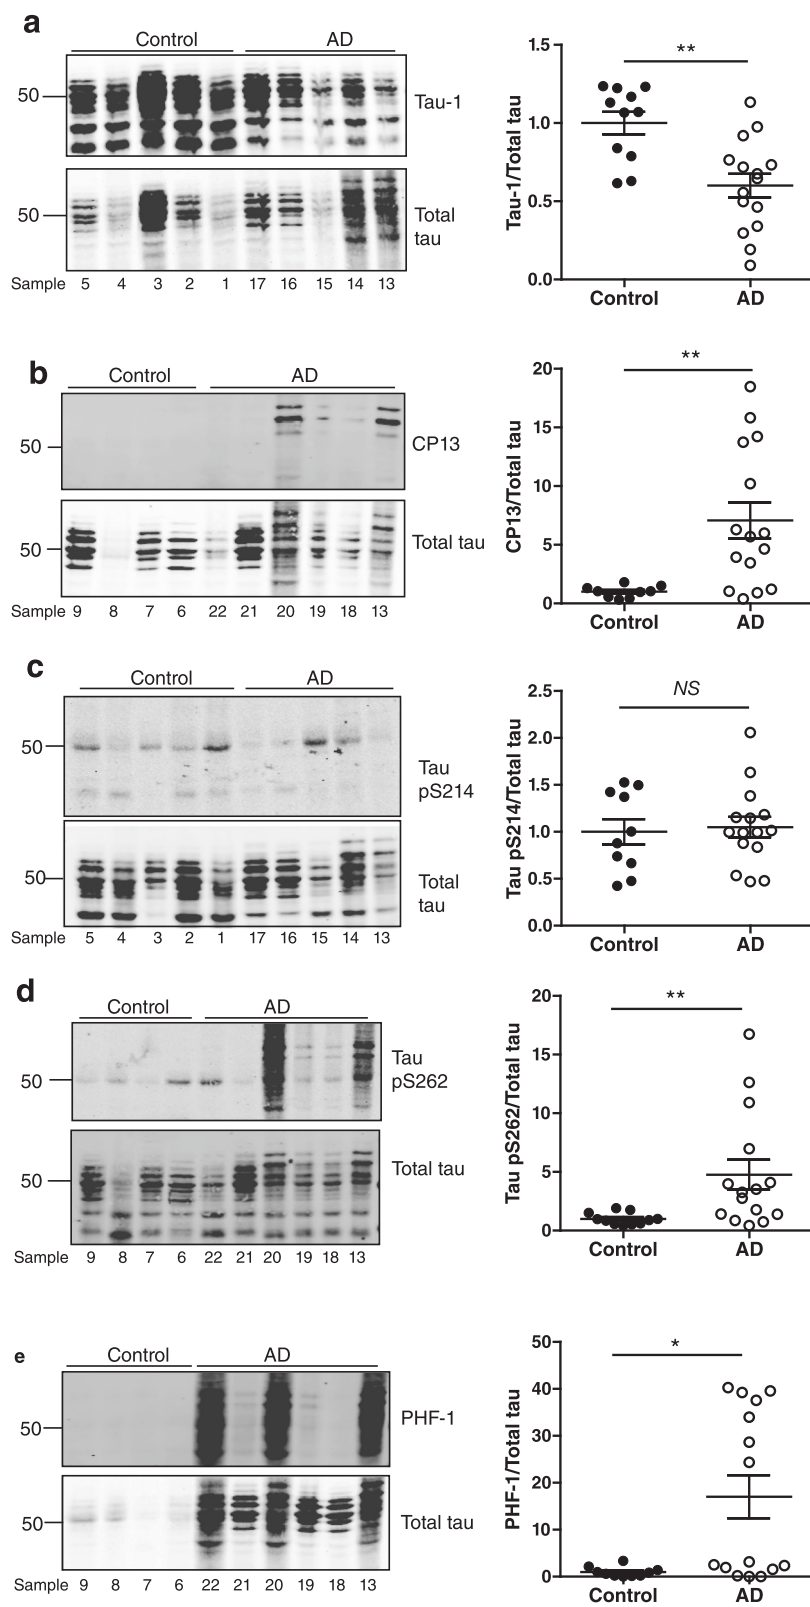 a
Control AD
50
Tau-1
50
Total
tau
Sample 5 4 3 2 1 17 16 15 14 13
1.5
1.0
0.5
0.0
Tau-1/Total tau
**
Control AD
b
Control AD
50
CP13
50
Total tau
Sample 9 8 7 6 22 21 20 19 18 13
20
15
10
5
0
CP13/Total tau
**
Control AD
c
Control AD
50
Tau
pS214
50
Total
tau
Sample 5 4 3 2 1 17 16 15 14 13
2.5
2.0
1.5
1.0
0.5
0.0
Tau pS214/Total tau
NS
Control AD
d
Control AD
50
Tau
pS262
50
Total tau
Sample 9 8 7 6 22 21 20 19 18 13
20
15
10
5
0
Tau pS262/Total tau
**
Control AD
e
Control AD
50
PHF-1
50
Total tau
Sample 9 8 7 6 22 21 20 19 18 13
50
40
30
20
10
0
PHF-1/Total tau
*
Control AD